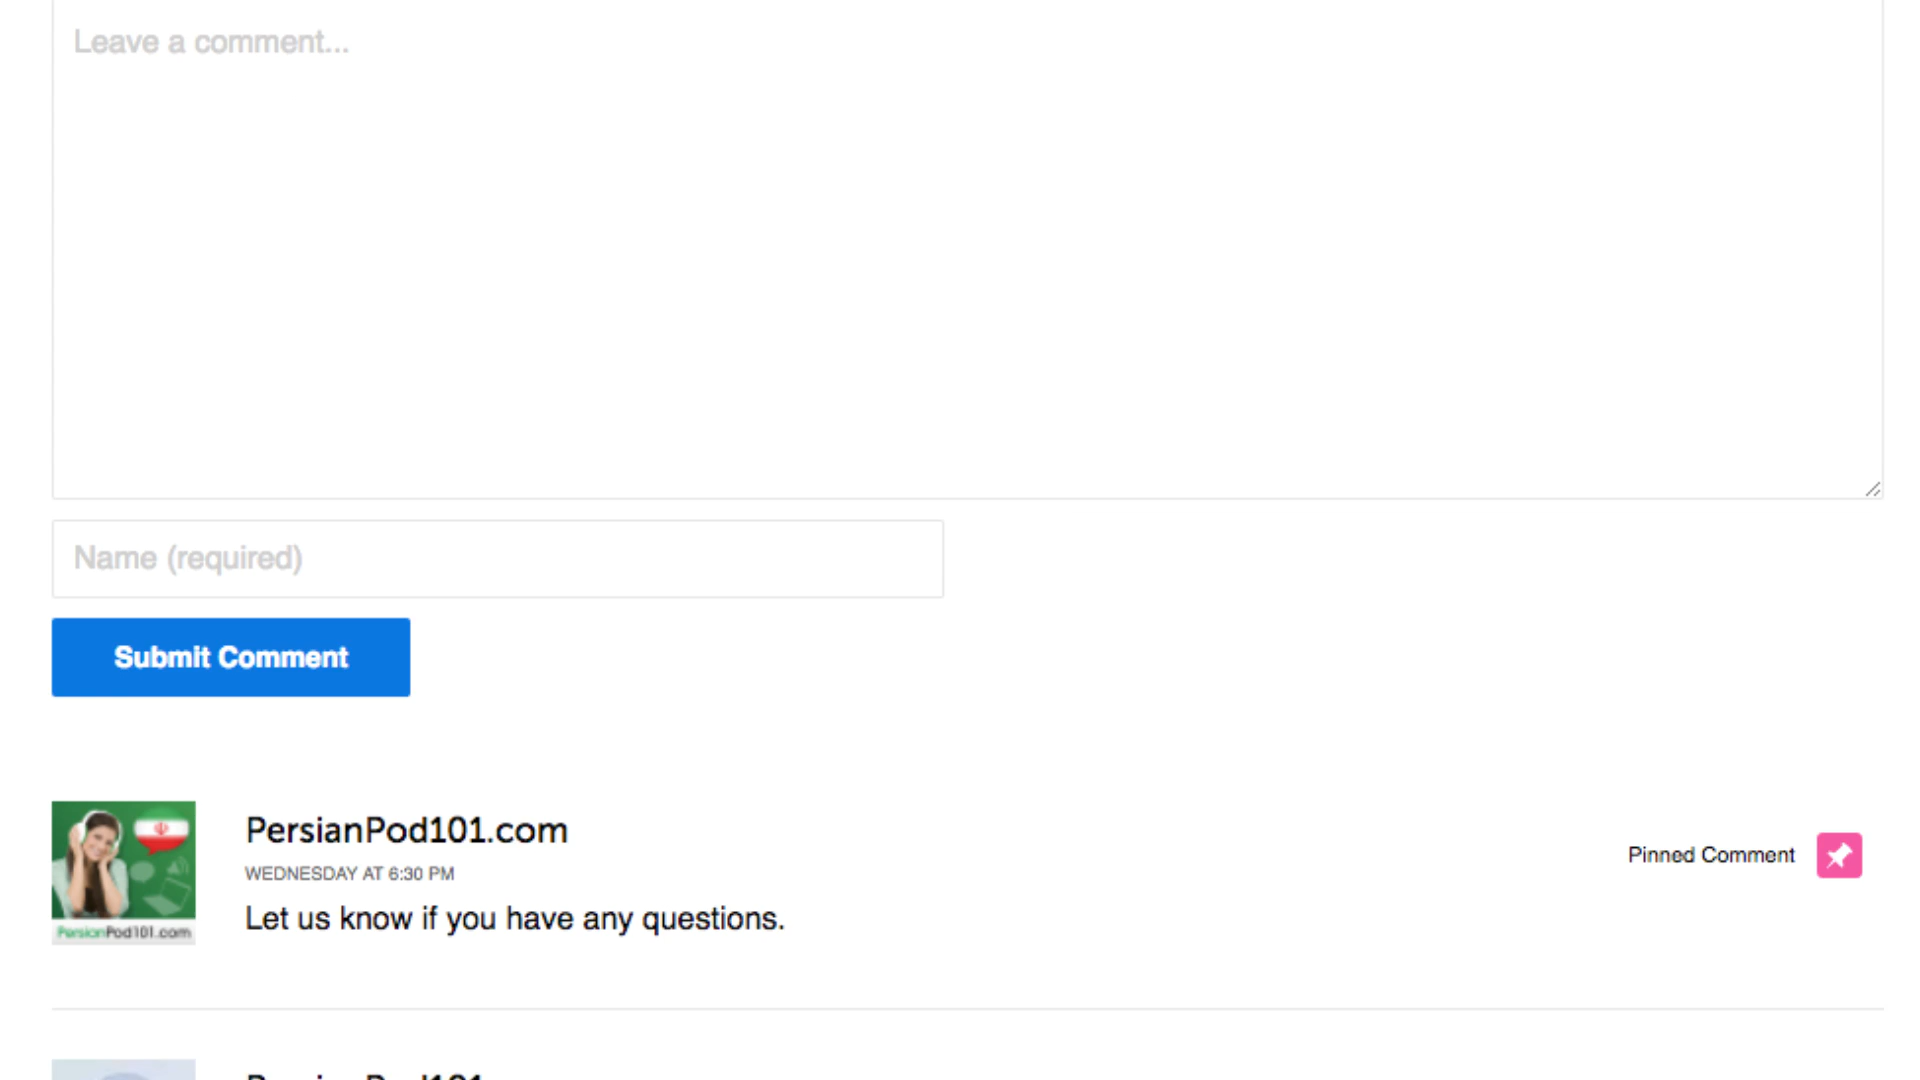 Leave a comment...
Name (required)
Submit Comment
PersianPod101.com
WEDNESDAY AT 6:30 PM
Let us know if you have any questions.
Pinned Comment
PersianPod101.com